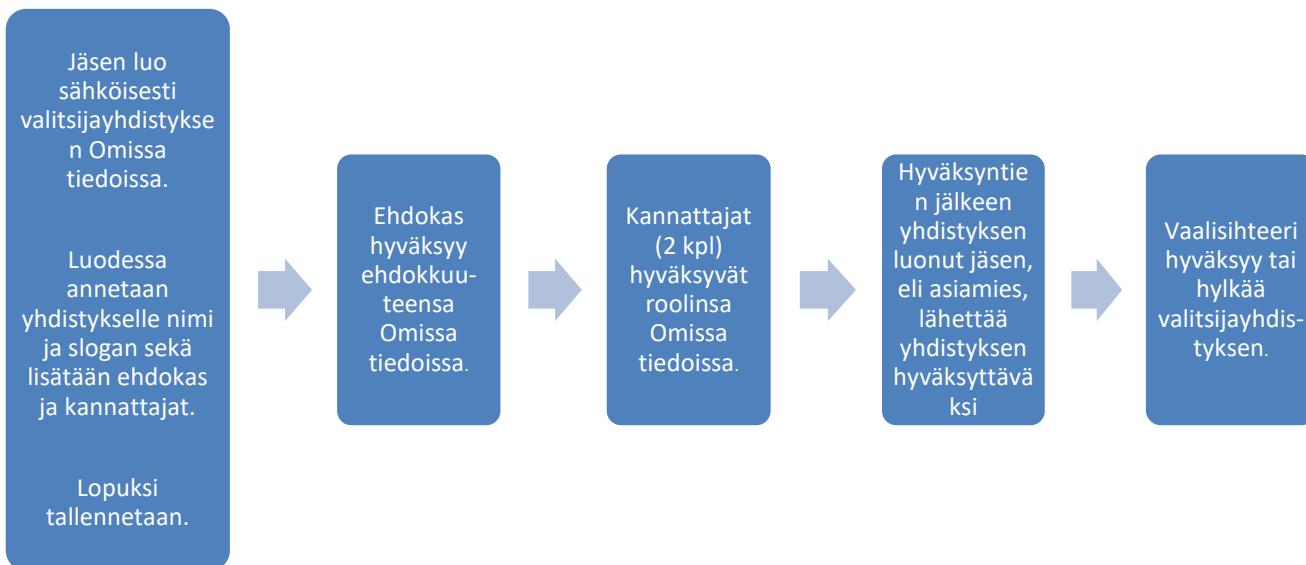 Jäsen luo
sähköisesti
valitsijayhdistykse
n Omissa
tiedoissa.
Luodessa
annetaan
yhdistykselle nimi
ja slogan sekä
lisätään ehdokas
ja kannattajat.
Lopuksi
tallennetaan.
Ehdokas
hyväksyy
ehdokkuu-
teensa
Omissa
tiedoissa.
Kannattajat
(2 kpl)
hyväksyvät
roolinsa
Omissa
tiedoissa.
Hyväksyntie
n jälkeen
yhdistyksen
luonut jäsen,
eli asiamies,
lähettää
yhdistyksen
hyväksyttävä
ksi
Vaalisihteeri
hyväksyy tai
hylkää
valitsijayhdis-
tyksen.